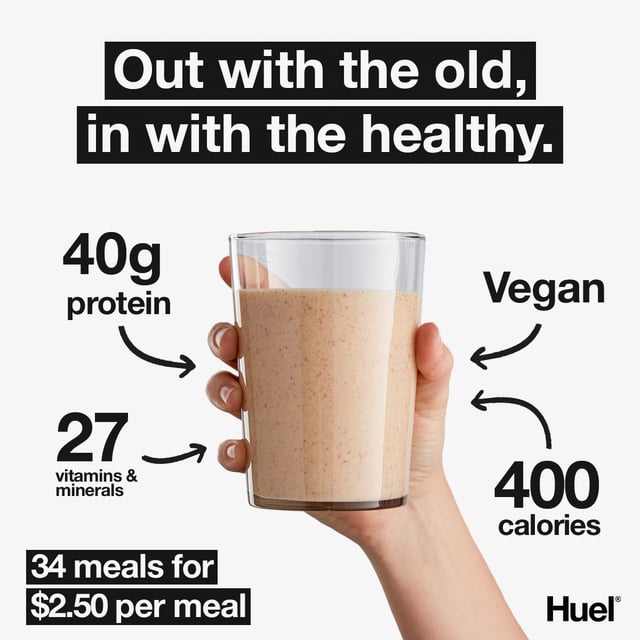 Out with the old,
in with the healthy.
40g
protein
Vegan
27
vitamins &
minerals
400
calories
34 meals for
$2.50 per meal
Huel®